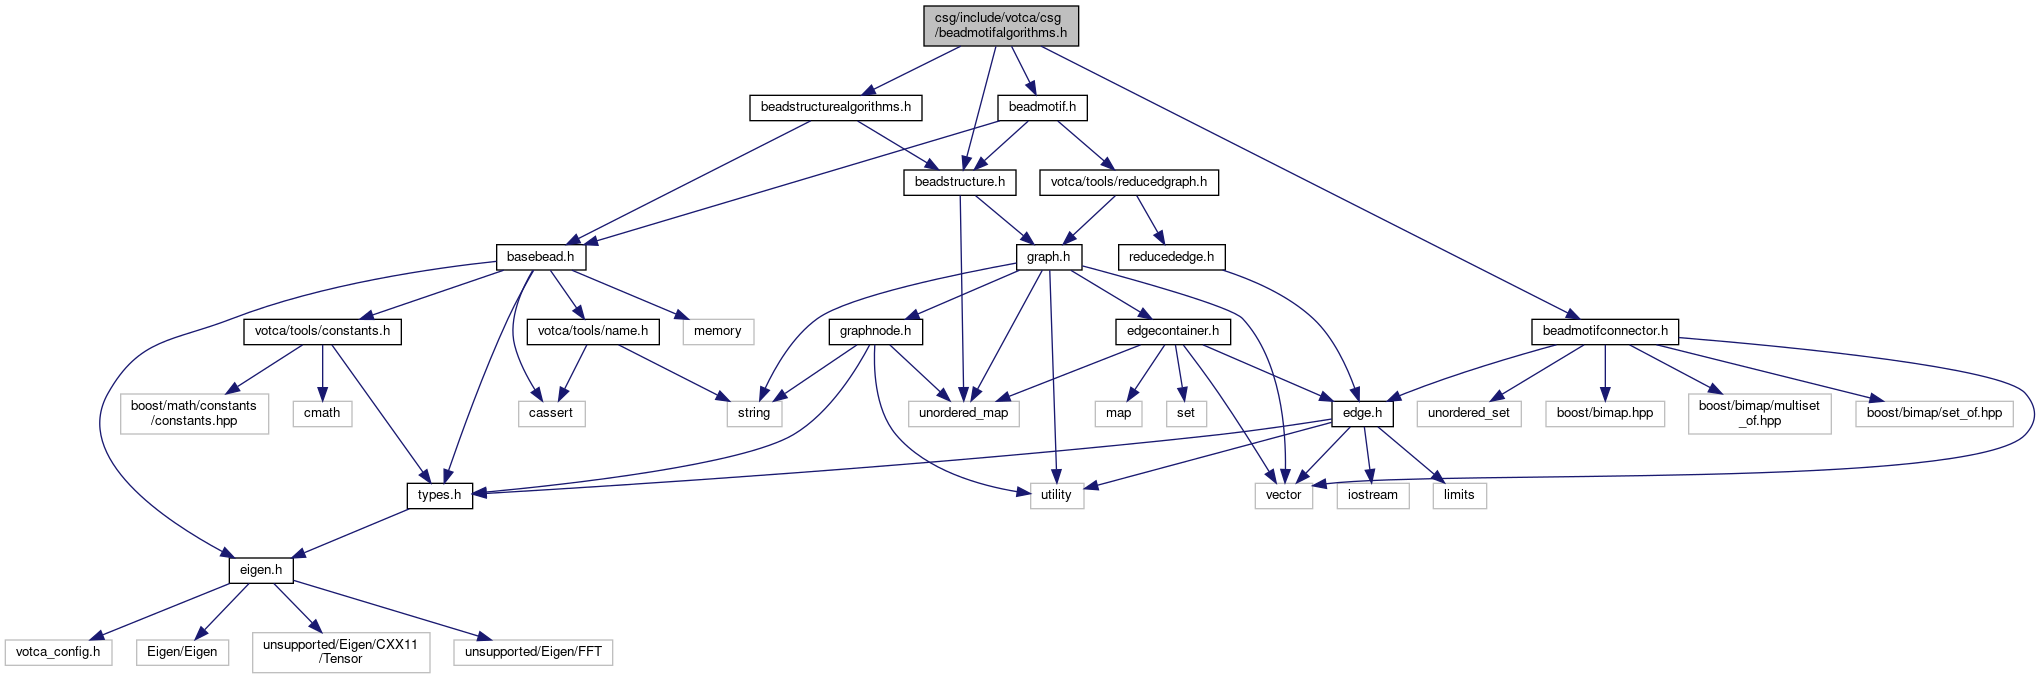 csg/include/votca/csg
/beadmotifalgorithms.h
beadstructurealgorithms.h
beadmotif.h
beadstructure.h
votca/tools/reducedgraph.h
basebead.h
graph.h
reducededge.h
votca/tools/constants.h
votca/tools/name.h
memory
graphnode.h
edgecontainer.h
beadmotifconnector.h
boost/math/constants
/constants.hpp
cmath
cassert
string
unordered_map
map
set
edge.h
unordered_set
boost/bimap.hpp
boost/bimap/multiset
_of.hpp
boost/bimap/set_of.hpp
types.h
utility
vector
iostream
limits
eigen.h
votca_config.h
Eigen/Eigen
unsupported/Eigen/CXX11
/Tensor
unsupported/Eigen/FFT